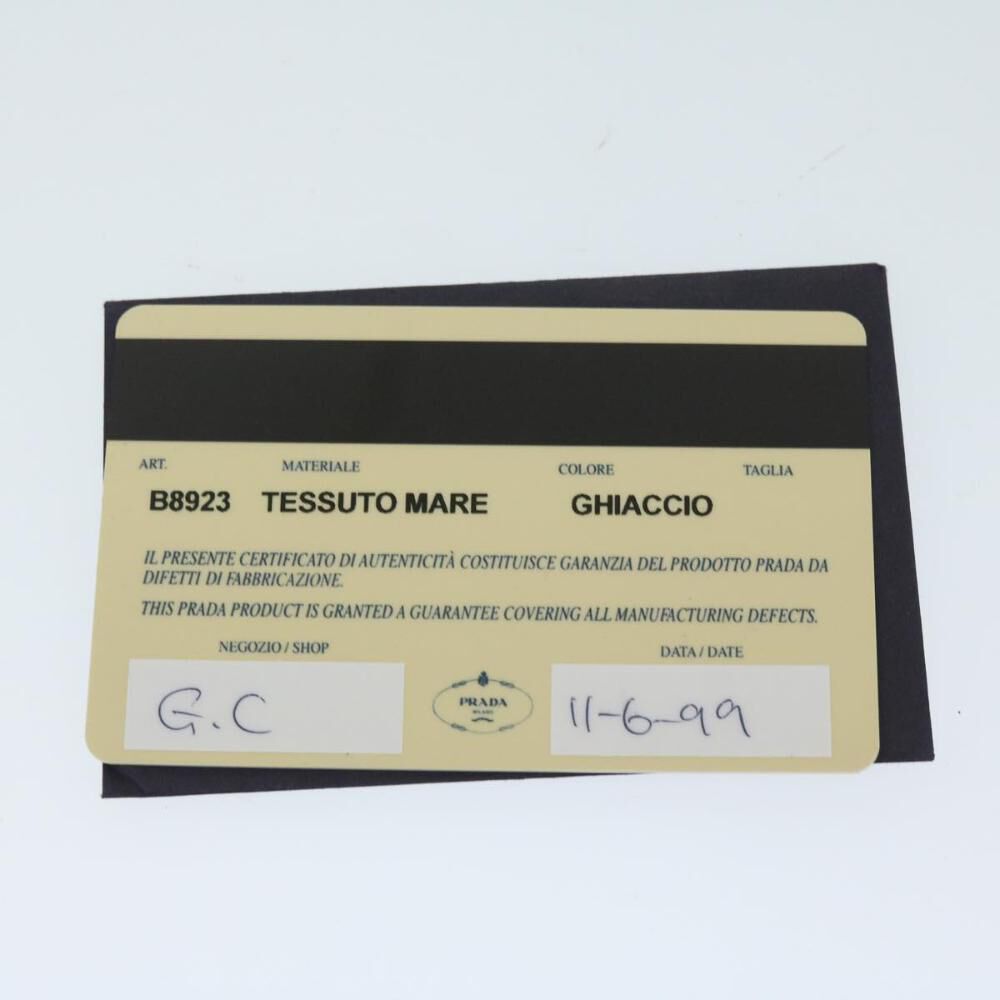 ART. MATERIALE COLORE TAGLIA
B8923 TESSUTO MARE GHIACCIO
IL PRESENTE CERTIFICATO DI AUTENTICITÀ COSTITUISCE GARANZIA DEL PRODOTTO PRADA DA
DIFETTI DI FABBRICAZIONE.
THIS PRADA PRODUCT IS GRANTED A GUARANTEE COVERING ALL MANUFACTURING DEFECTS.
NEGOZIO / SHOP DATA / DATE
G.C PRADA 11-6-99
MILANO